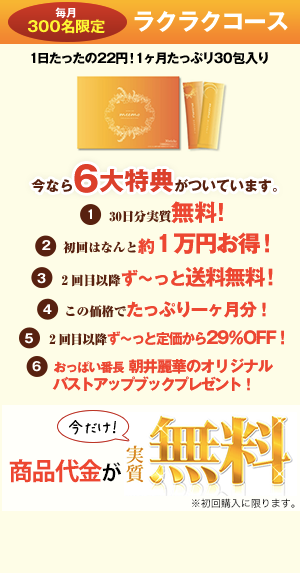 毎月
300名限定
ラクラクコース
1日たったの22円！1ヶ月たっぷり30包入り
今なら6大特典がついています。
1 30日分実質無料！
2 初回はなんと約１万円お得！
3 ２回目以降ず〜っと送料無料！
4 この価格でたっぷり一ヶ月分！
5 ２回目以降ず〜っと定価から29％OFF！
6 おっぱい番長 朝井麗華のオリジナル
バストアップブックプレゼント！
今だけ！
商品代金が実質無料
※初回購入に限ります。